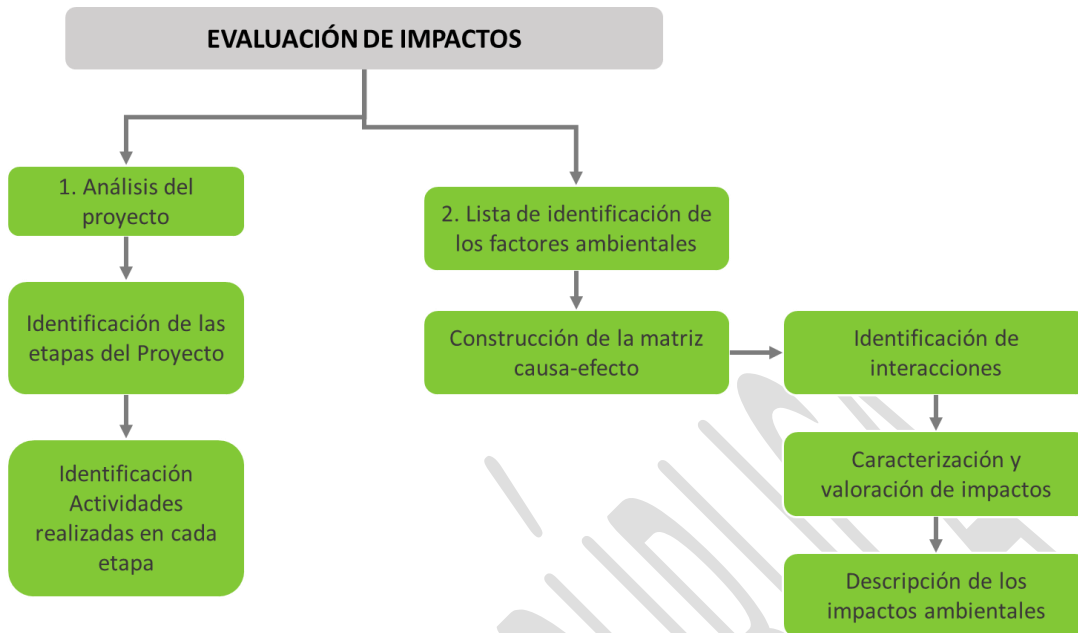 EVALUACIÓN DE IMPACTOS
1. Análisis del
proyecto
Identificación de las
etapas del Proyecto
Identificación
Actividades
realizadas en cada
etapa
2. Lista de identificación de
los factores ambientales
Construcción de la matriz
causa-efecto
Identificación de
interacciones
Caracterización y
valoración de impactos
Descripción de los
impactos ambientales